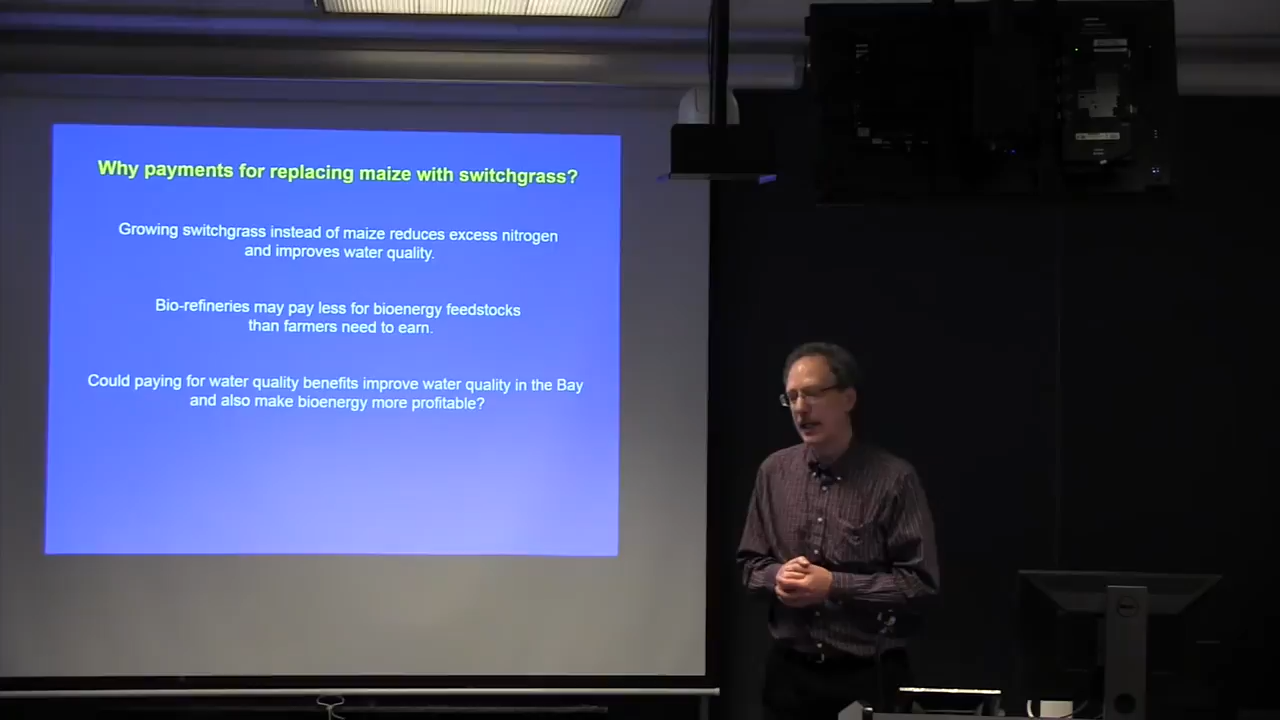 Why payments for replacing maize with switchgrass?
Growing switchgrass instead of maize reduces excess nitrogen
and improves water quality.
Bio-refineries may pay less for bioenergy feedstocks
than farmers need to earn.
Could paying for water quality benefits improve water quality in the Bay
and also make bioenergy more profitable?